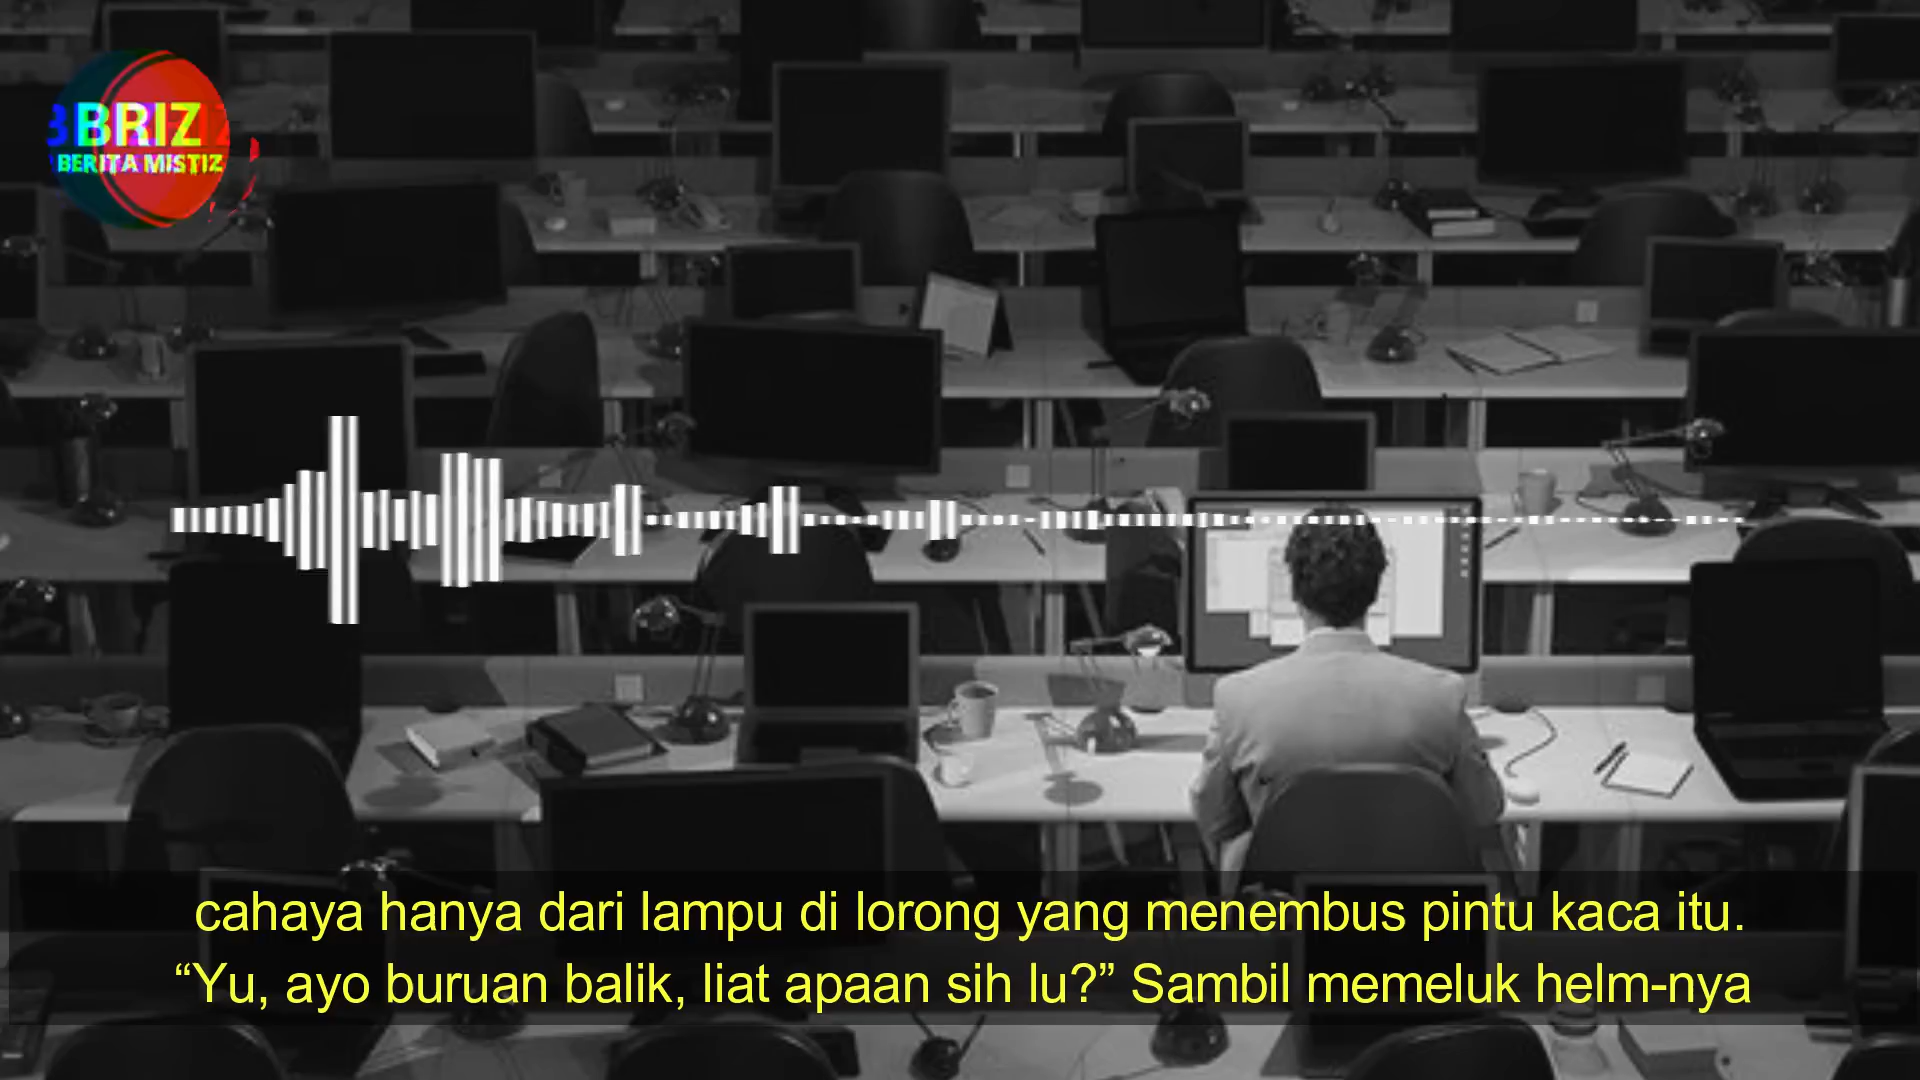 BRIZ
BERITA MISTIZ
cahaya hanya dari lampu di lorong yang menembus pintu kaca itu.
“Yu, ayo buruan balik, liat apaan sih lu?” Sambil memeluk helm-nya